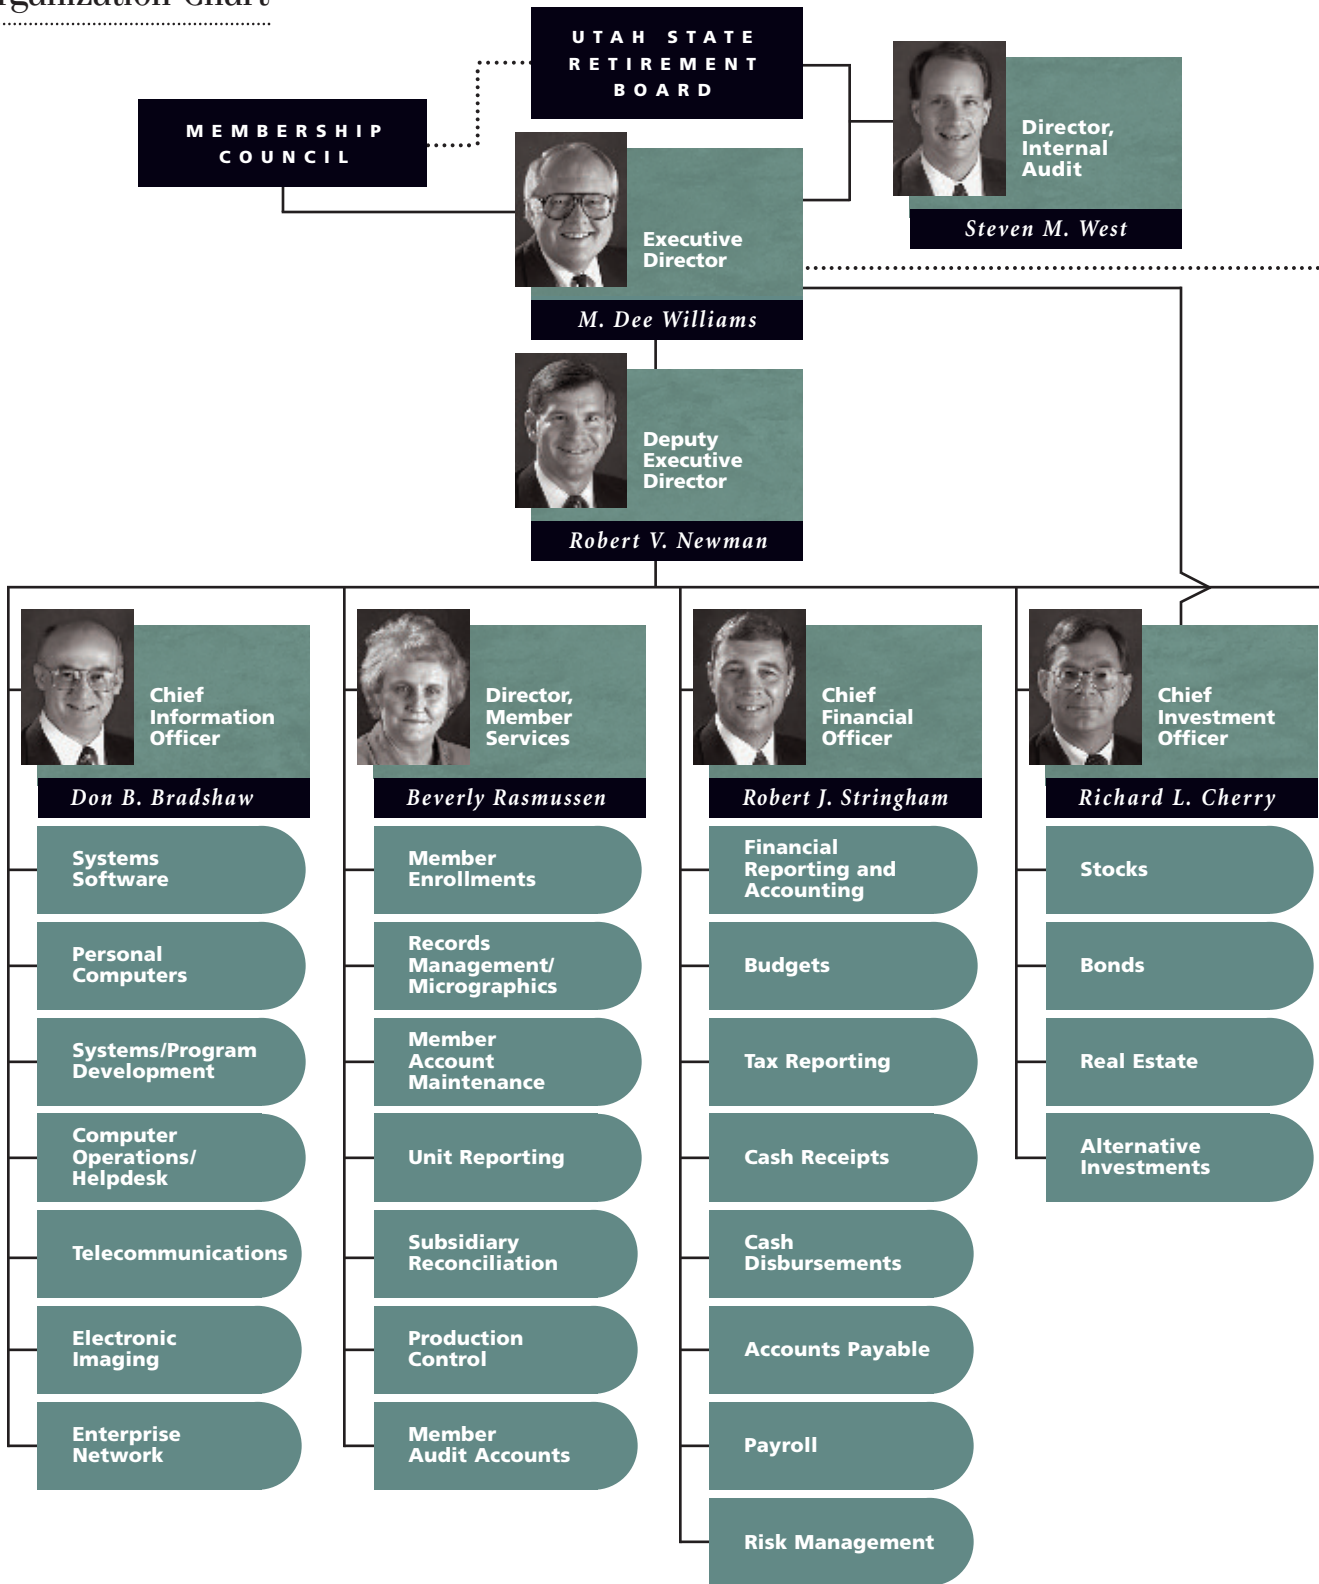 UTAH STATE
RETIREMENT
BOARD
MEMBERSHIP
COUNCIL
Director,
Internal
Audit
Steven M. West
Executive
Director
M. Dee Williams
Deputy
Executive
Director
Robert V. Newman
Chief
Information
Officer
Don B. Bradshaw
Systems
Software
Personal
Computers
Systems/Program
Development
Computer
Operations/
Helpdesk
Telecommunications
Electronic
Imaging
Enterprise
Network
Director,
Member
Services
Beverly Rasmussen
Member
Enrollments
Records
Management/
Micrographics
Member
Account
Maintenance
Unit Reporting
Subsidiary
Reconciliation
Production
Control
Member
Audit Accounts
Chief
Financial
Officer
Robert J. Stringham
Financial
Reporting and
Accounting
Budgets
Tax Reporting
Cash Receipts
Cash
Disbursements
Accounts Payable
Payroll
Risk Management
Chief
Investment
Officer
Richard L. Cherry
Stocks
Bonds
Real Estate
Alternative
Investments